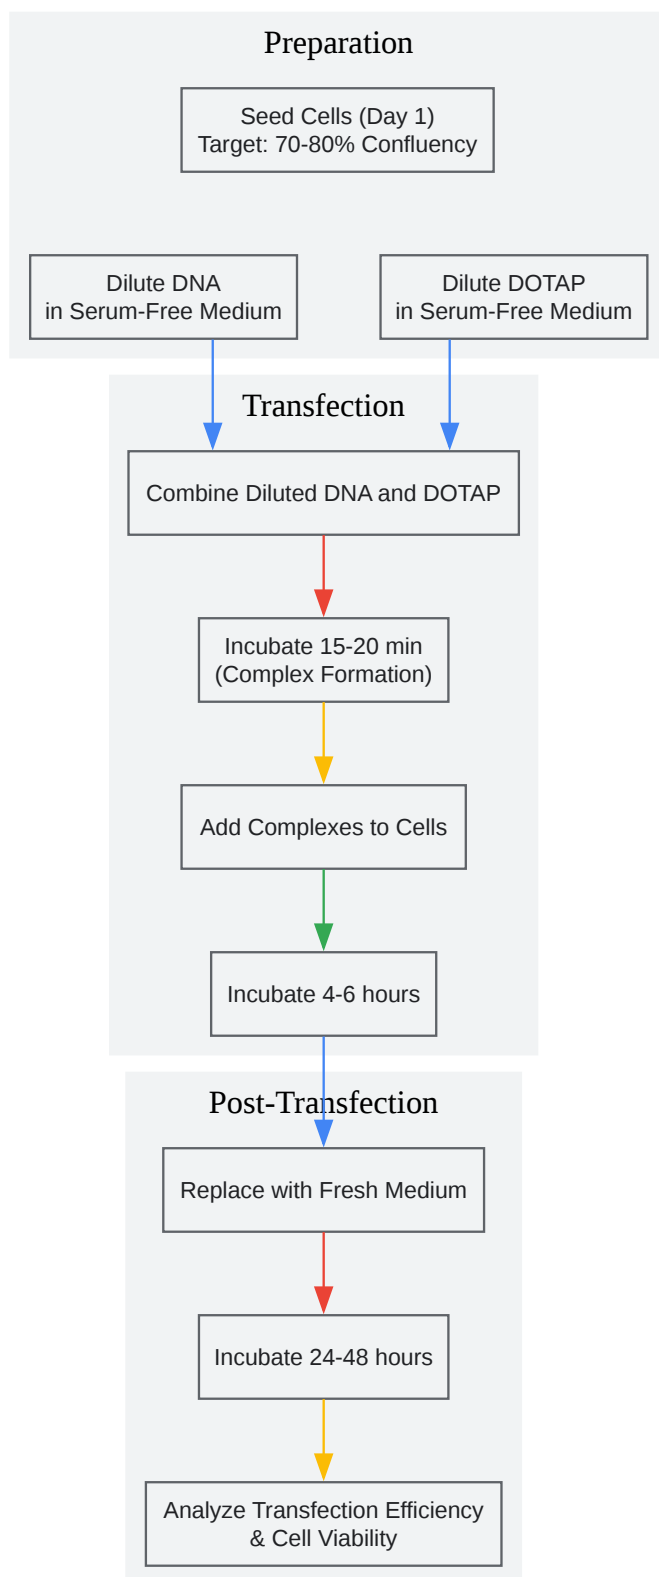 Preparation
Seed Cells (Day 1)
Target: 70-80% Confluency
Dilute DNA
in Serum-Free Medium
Dilute DOTAP
in Serum-Free Medium
Transfection
Combine Diluted DNA and DOTAP
Incubate 15-20 min
(Complex Formation)
Add Complexes to Cells
Incubate 4-6 hours
Post-Transfection
Replace with Fresh Medium
Incubate 24-48 hours
Analyze Transfection Efficiency
& Cell Viability